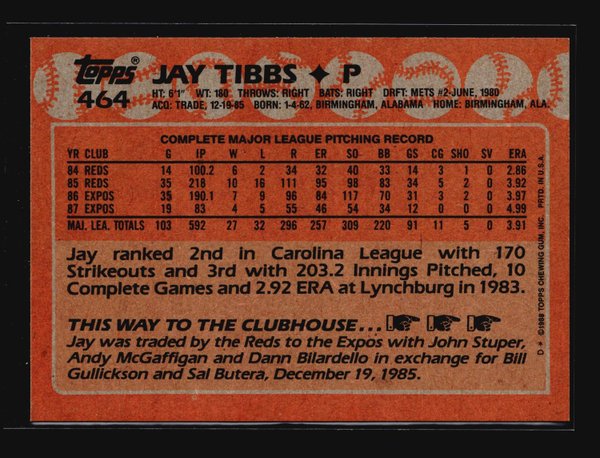 topps® JAY TIBBS ✦ P
464 HT: 6'1" WT: 180 THROWS: RIGHT BATS: RIGHT DRFT: METS #2-JUNE, 1980
ACQ: TRADE, 12-19-85 BORN: 1-4-62, BIRMINGHAM, ALABAMA HOME: BIRMINGHAM, ALA.
COMPLETE MAJOR LEAGUE PITCHING RECORD
YR CLUB G IP W L R ER SO BB GS CG SHO SV ERA
84 REDS 14 100.2 6 2 34 32 40 33 14 3 1 0 2.86
85 REDS 35 218 10 16 111 95 98 83 34 5 2 0 3.92
86 EXPOS 35 190.1 7 9 96 84 117 70 31 3 2 0 3.97
87 EXPOS 19 83 4 5 55 46 54 34 12 0 0 0 4.99
MAJ. LEA. TOTALS 103 592 27 32 296 257 309 220 91 11 5 0 3.91
Jay ranked 2nd in Carolina League with 170
Strikeouts and 3rd with 203.2 Innings Pitched, 10
Complete Games and 2.92 ERA at Lynchburg in 1983.
THIS WAY TO THE CLUBHOUSE...
Jay was traded by the Reds to the Expos with John Stuper,
Andy McGaffigan and Dann Bilardello in exchange for Bill
Gullickson and Sal Butera, December 19, 1985.
D * ©1988 TOPPS CHEWING GUM, INC. PRTD. IN U.S.A.